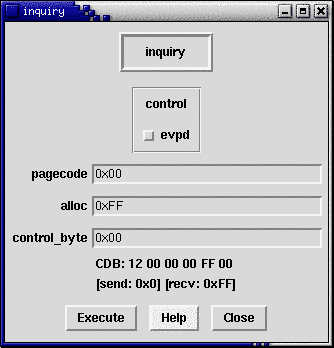 inquiry
inquiry
control
evpd
pagecode 0x00
alloc 0xFF
control_byte 0x00
CDB: 12 00 00 00 FF 00
[send: 0x0] [recv: 0xFF]
Execute Help Close